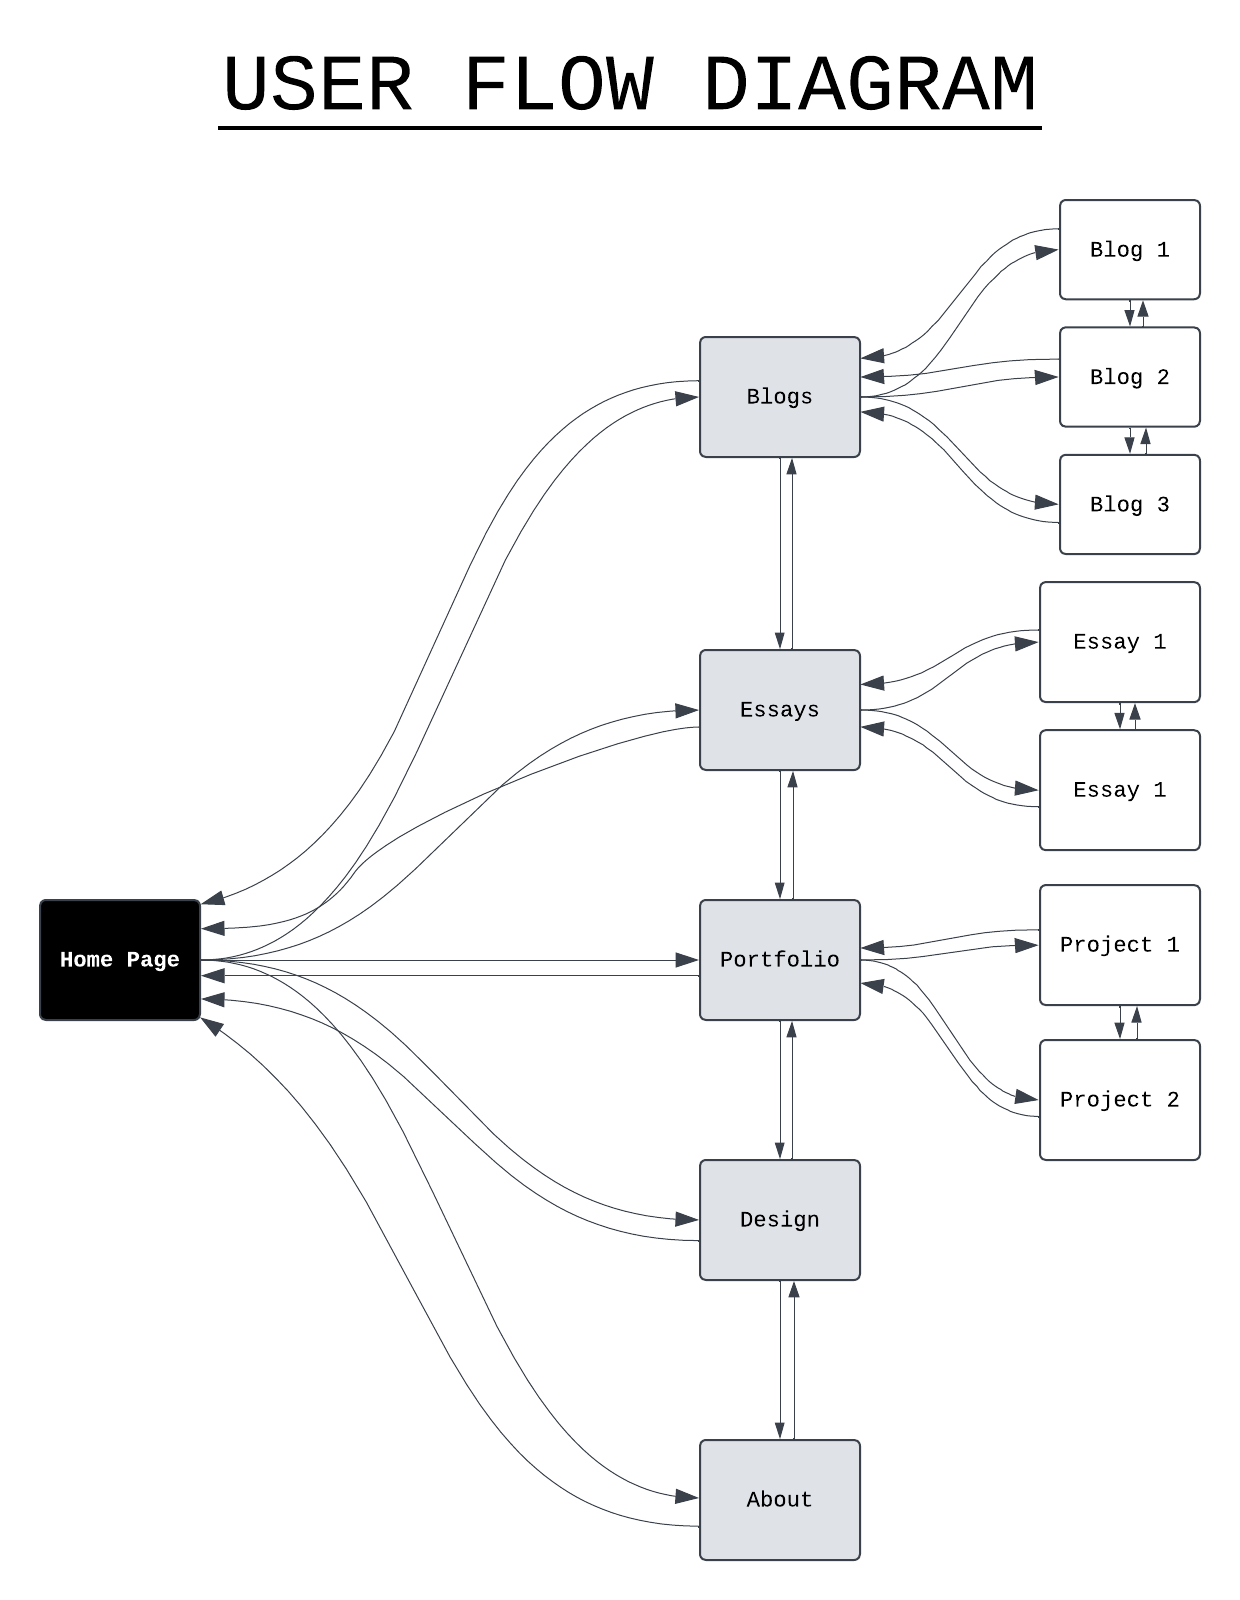 USER FLOW DIAGRAM
Blog 1
Blog 2
Blogs
Blog 3
Essay 1
Essays
Essay 1
Project 1
Home Page
Portfolio
Project 2
Design
About